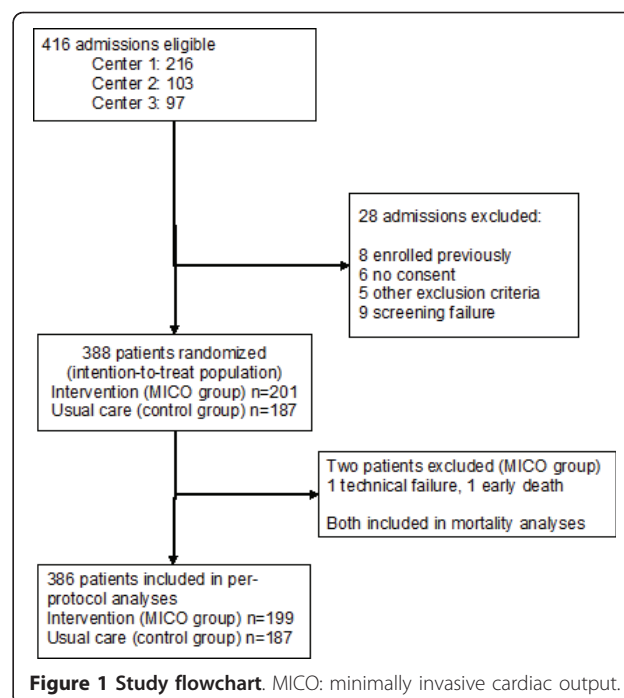 416 admissions eligible
Center 1: 216
Center 2: 103
Center 3: 97
28 admissions excluded:
8 enrolled previously
6 no consent
5 other exclusion criteria
9 screening failure
388 patients randomized
(intention-to-treat population)
Intervention (MICO group) n=201
Usual care (control group) n=187
Two patients excluded (MICO group)
1 technical failure, 1 early death
Both included in mortality analyses
386 patients included in per-
protocol analyses
Intervention (MICO group) n=199
Usual care (control group) n=187
Figure 1 Study flowchart. MICO: minimally invasive cardiac output.